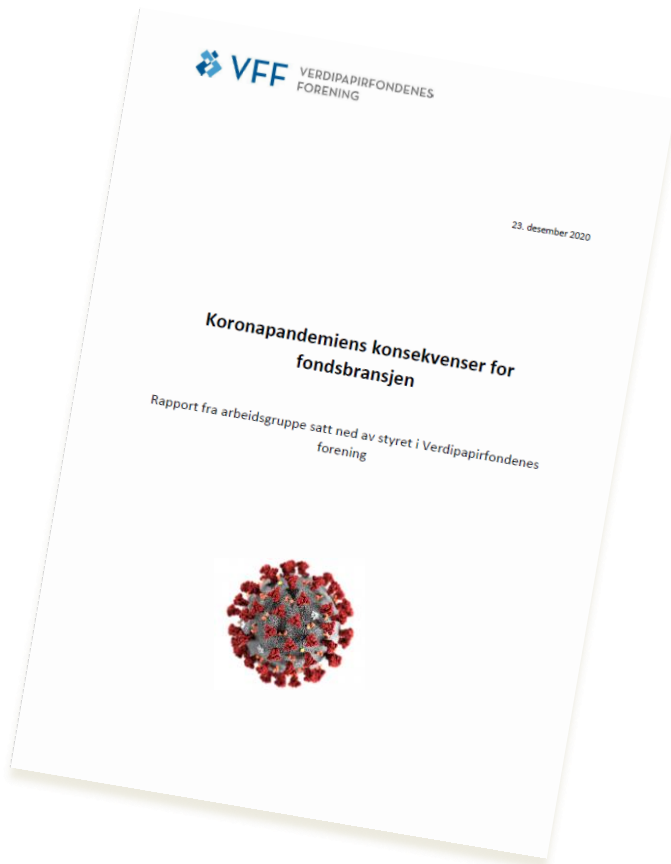 VFF VERDIPAPIRFONDENES
FORENING
23. desember 2020
Koronapandemiens konsekvenser for
fondsbransjen
Rapport fra arbeidsgruppe satt ned av styret i Verdipapirfondenes
forening